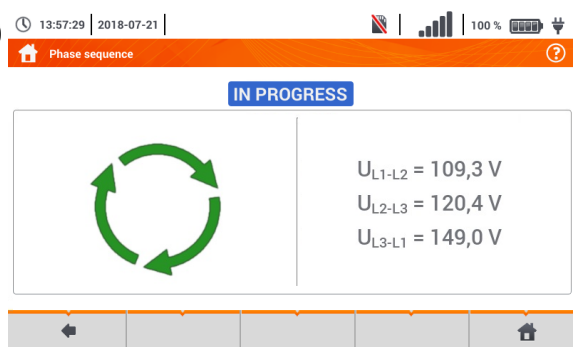 13:57:29 2018-07-21 100 %
Phase sequence ?
IN PROGRESS
UL1-L2 = 109,3 V
UL2-L3 = 120,4 V
UL3-L1 = 149,0 V